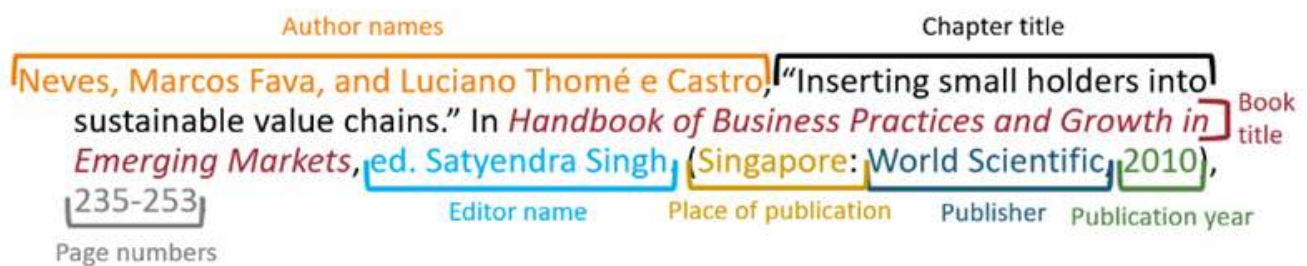 Author names
Chapter title
Neves, Marcos Fava, and Luciano Thomé e Castro, “Inserting small holders into
sustainable value chains.” In Handbook of Business Practices and Growth in
Book
title
Emerging Markets, ed. Satyendra Singh, (Singapore: World Scientific, 2010),
235-253
Editor name
Place of publication
Publisher
Publication year
Page numbers